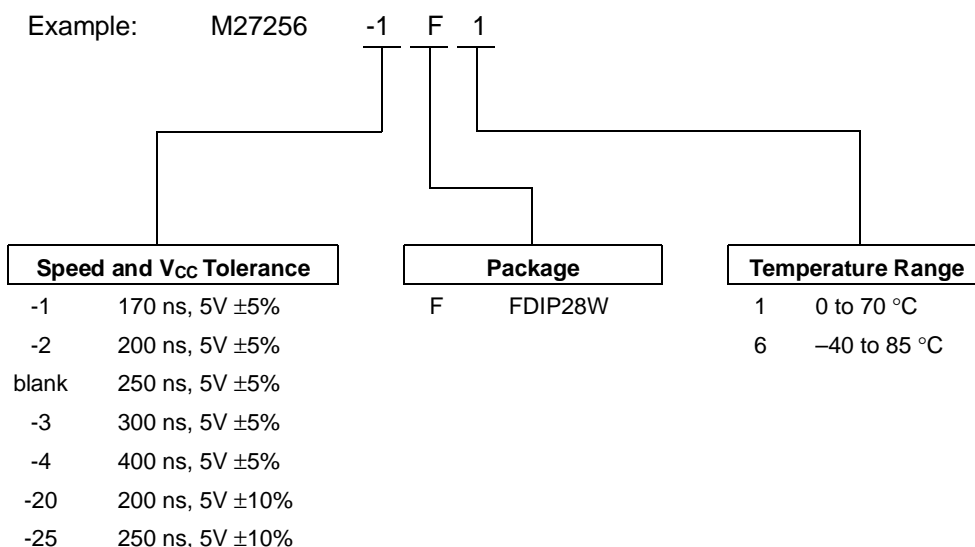 Example: M27256 -1 F 1
Speed and VCC Tolerance
-1 170 ns, 5V ±5%
-2 200 ns, 5V ±5%
blank 250 ns, 5V ±5%
-3 300 ns, 5V ±5%
-4 400 ns, 5V ±5%
-20 200 ns, 5V ±10%
-25 250 ns, 5V ±10%
Package
F FDIP28W
Temperature Range
1 0 to 70 °C
6 –40 to 85 °C